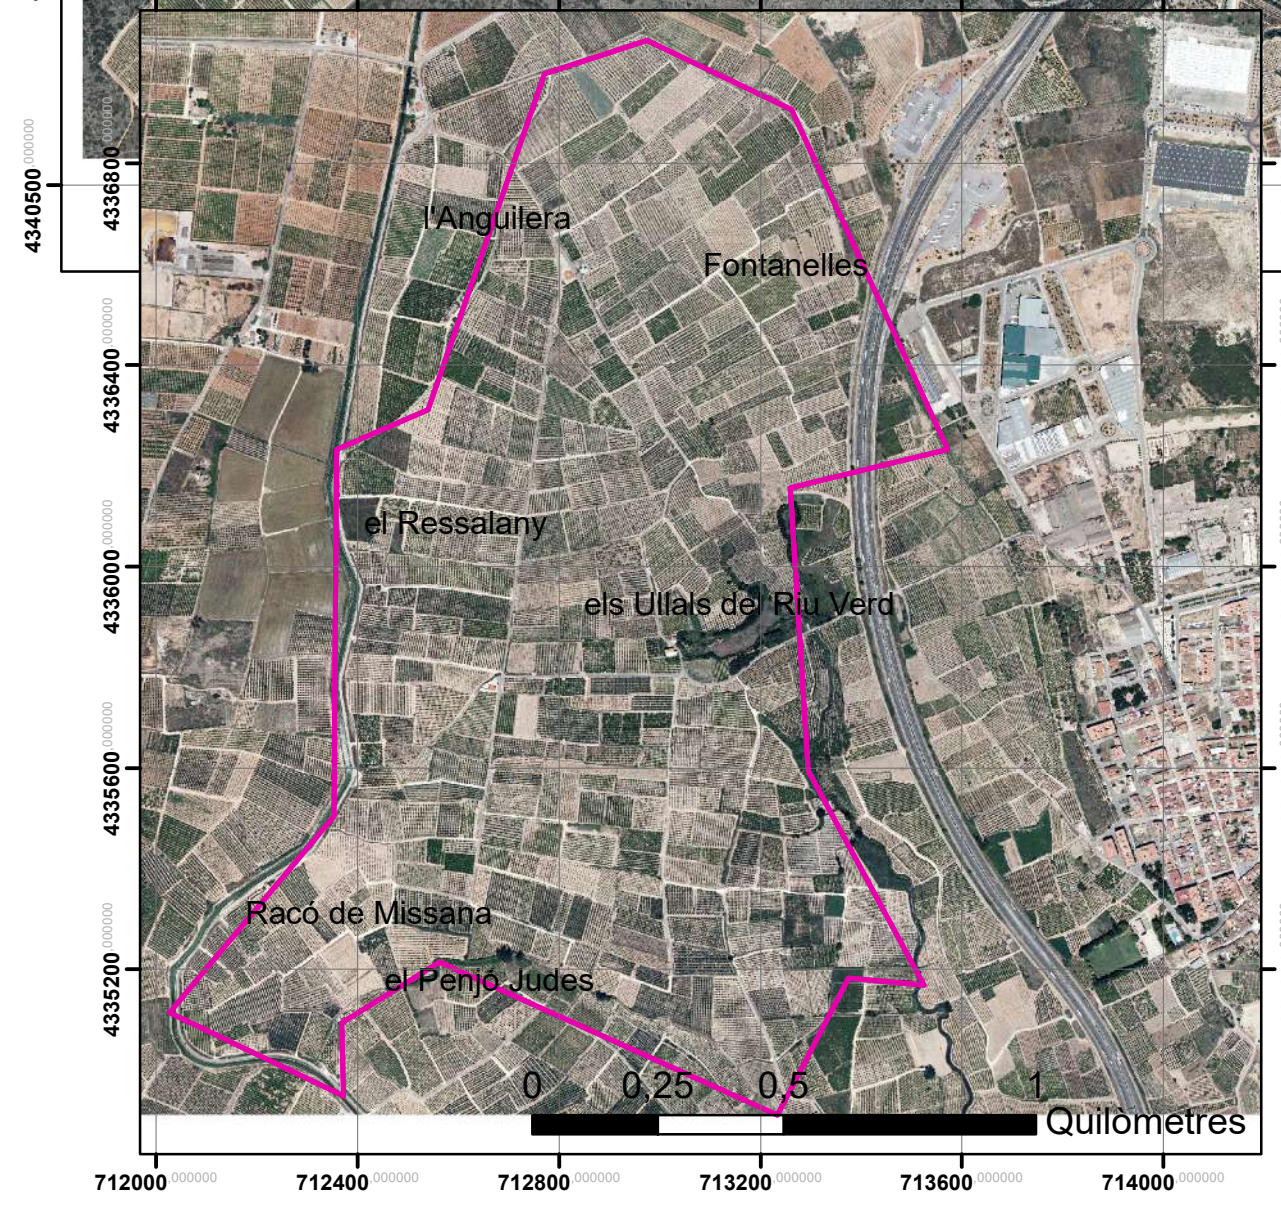 4340500,000000
4336800,000000
4336400,000000
4336000,000000
4335600,000000
4335200,000000
l'Anguilera
Fontanelles
el Ressalany
els Ullals del Riu Verd
Racó de Missana
el Penjó Judes
0 0,25 0,5 1
Quilòmetres
712000,000000 712400,000000 712800,000000 713200,000000 713600,000000 714000,000000